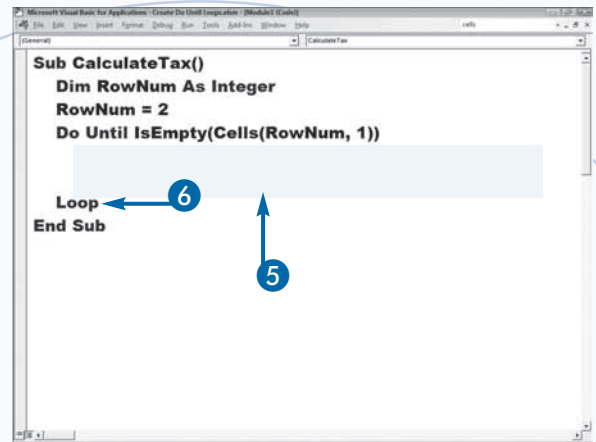 Microsoft Visual Basic for Applications - Create Do Until Loops.xlsm - [Module1 (Code)]
File Edit View Insert Format Debug Run Tools Add-Ins Window Help cells
(General) CalculateTax
Sub CalculateTax()
Dim RowNum As Integer
RowNum = 2
Do Until IsEmpty(Cells(RowNum, 1))
Loop 6
End Sub
5